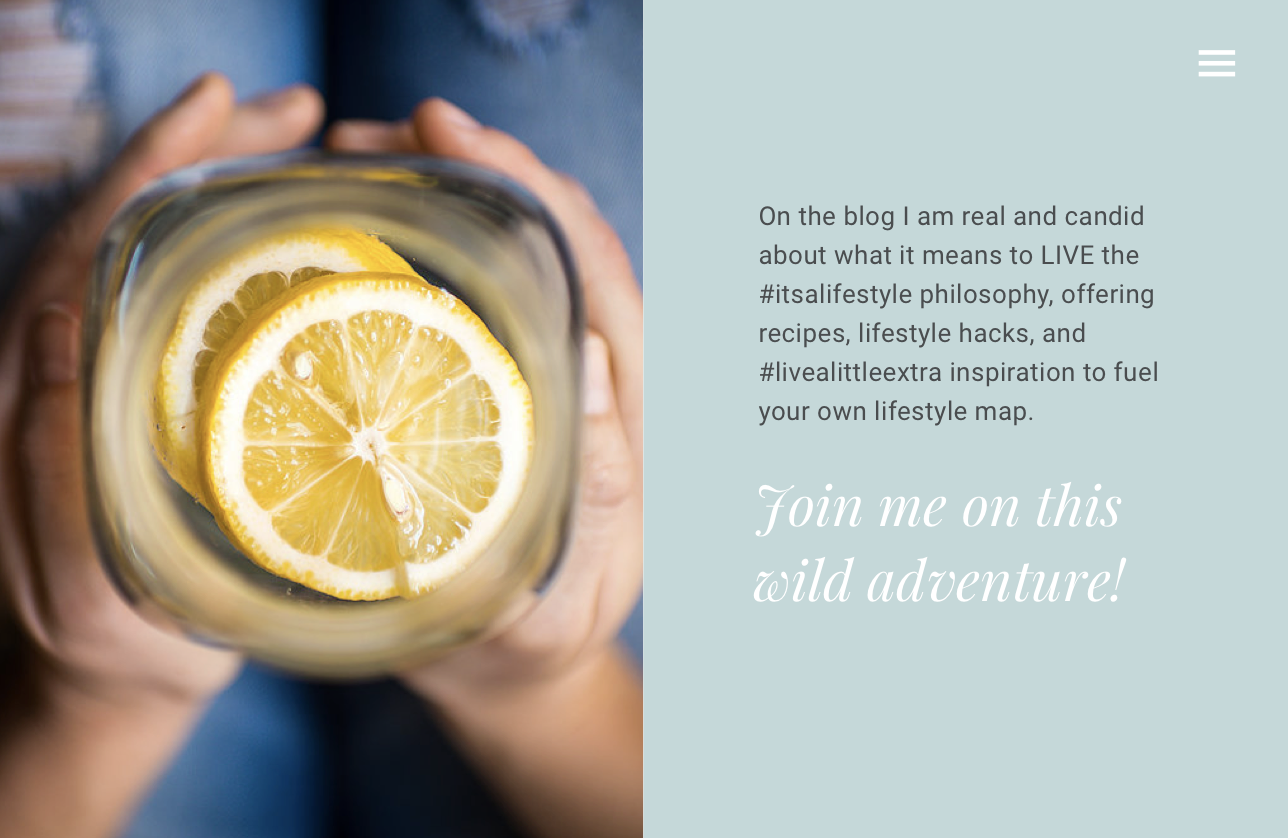 On the blog I am real and candid
about what it means to LIVE the
#itsalifestyle philosophy, offering
recipes, lifestyle hacks, and
#livealittleextra inspiration to fuel
your own lifestyle map.
Join me on this
wild adventure!